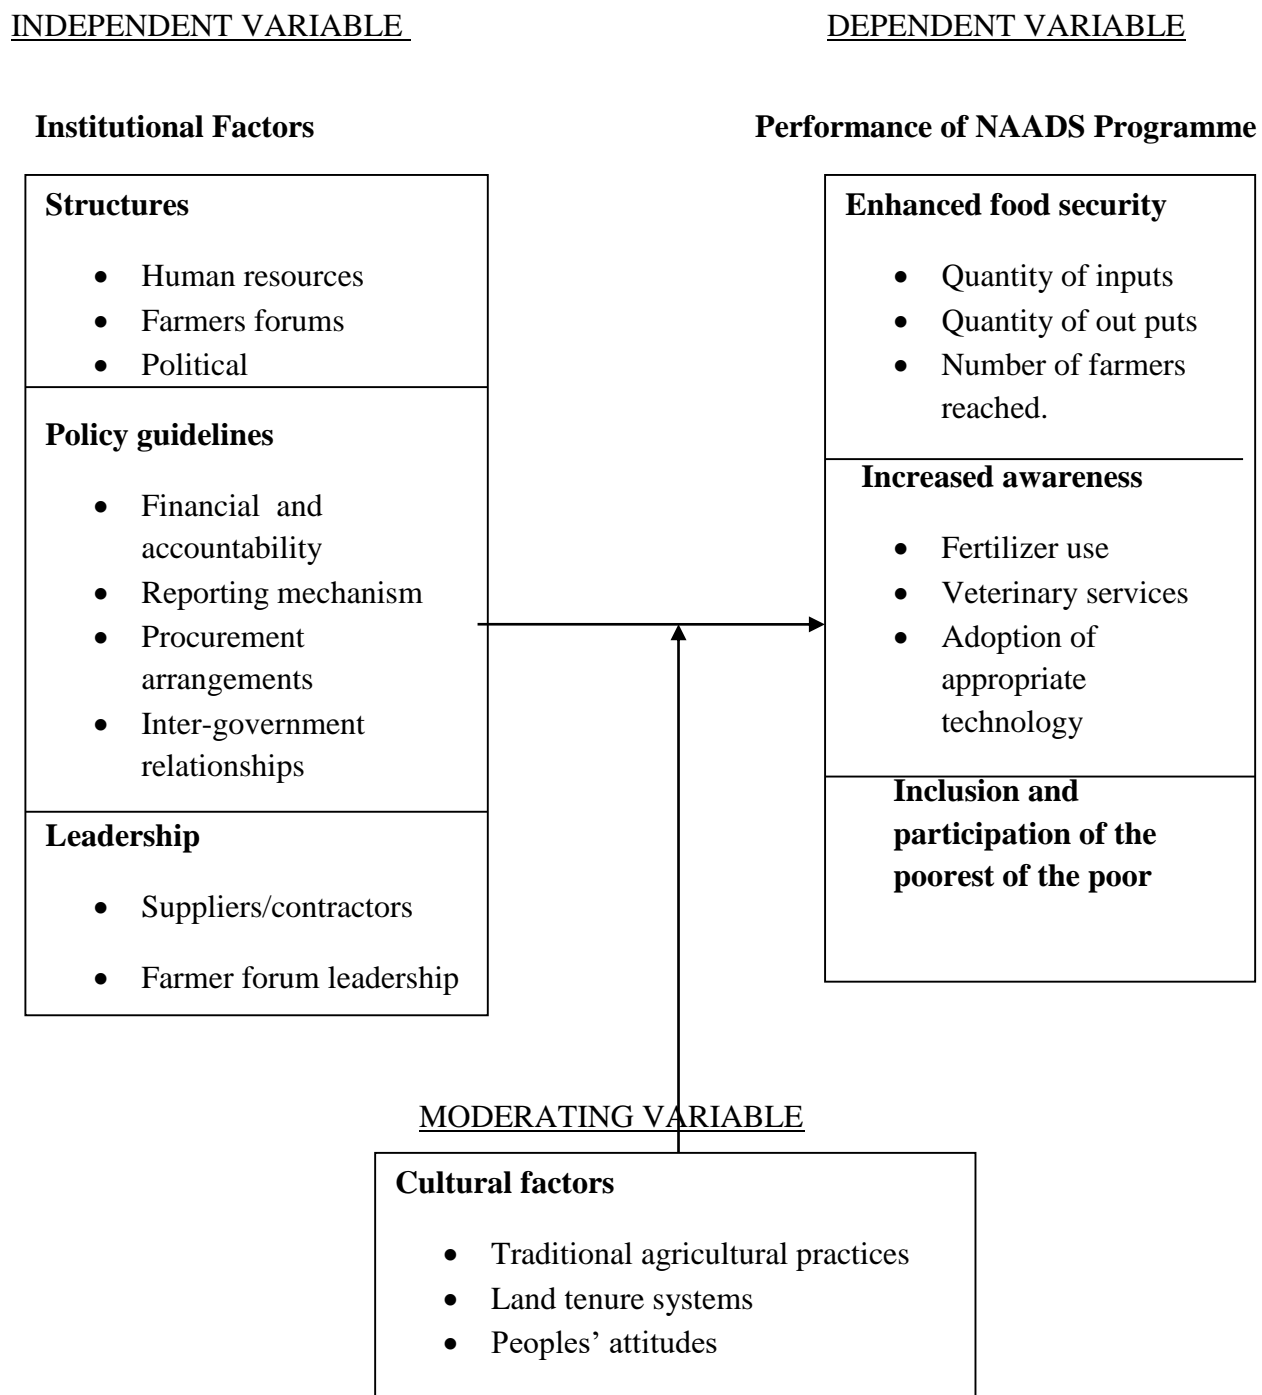 INDEPENDENT VARIABLE
DEPENDENT VARIABLE
Institutional Factors
Performance of NAADS Programme
Structures
• Human resources
• Farmers forums
• Political
Policy guidelines
• Financial and
accountability
• Reporting mechanism
• Procurement
arrangements
• Inter-government
relationships
Leadership
• Suppliers/contractors
• Farmer forum leadership
Enhanced food security
• Quantity of inputs
• Quantity of out puts
• Number of farmers
reached.
Increased awareness
• Fertilizer use
• Veterinary services
• Adoption of
appropriate
technology
Inclusion and
participation of the
poorest of the poor
MODERATING VARIABLE
Cultural factors
• Traditional agricultural practices
• Land tenure systems
• Peoples’ attitudes